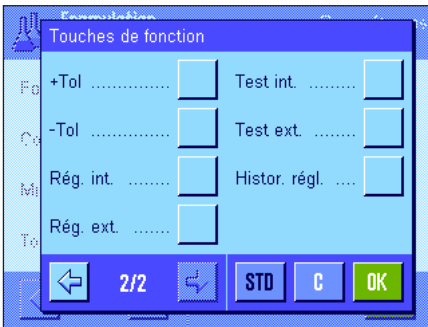 Formulation
Touches de fonction
+Tol ...............
Test int. .........
-Tol ...............
Test ext. ........
Rég. int. ........
Histor. régl. ....
Rég. ext. .......
2/2
STD
C
OK